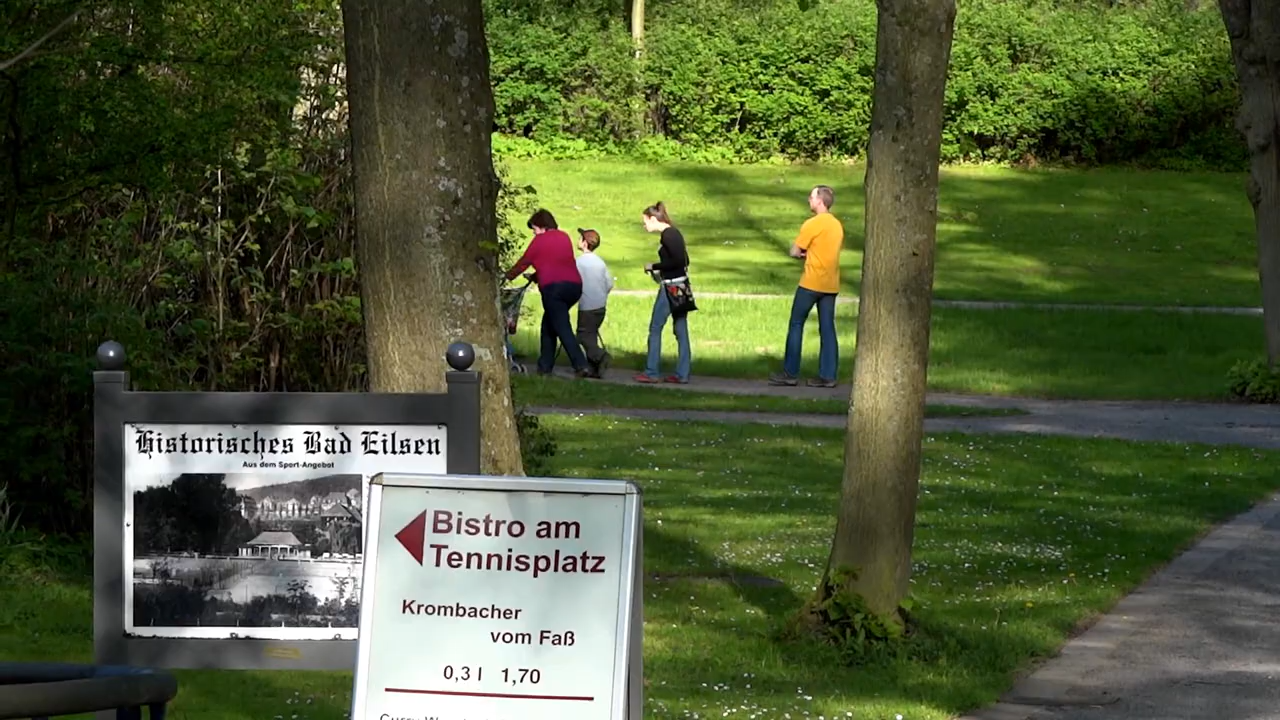 Historisches Bad Eilsen
Aus dem Sport-Angebot
Bistro am
Tennisplatz
Krombacher
vom Faß
0,3 l 1,70